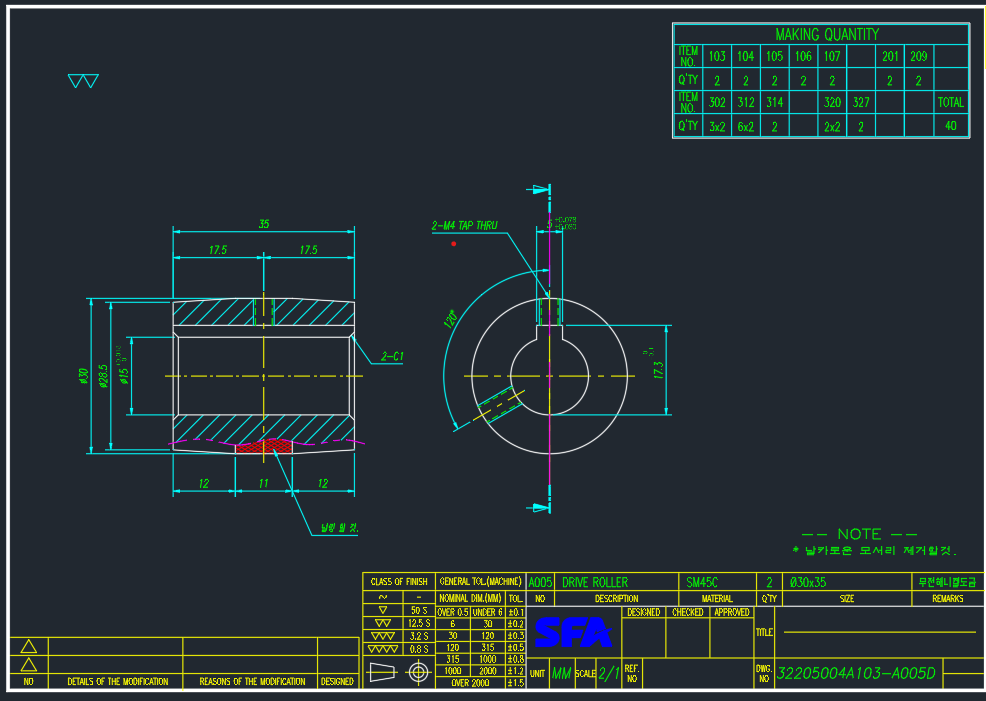 MAKING QUANTITY
ITEM NO. 103 104 105 106 107 201 209
Q'TY 2 2 2 2 2 2 2
ITEM NO. 302 312 314 320 327 TOTAL
Q'TY 3x2 6x2 2 2x2 2 40
35
17.5 17.5
2-M4 TAP THRU
5 +0.078 +0.030
120°
2-C1
ø30
ø28.5
ø15
17.3
12 11 12
널링 할 것.
-- NOTE --
* 날카로운 모서리 제거할것.
CLASS OF FINISH
~ -
▽ 50 S
▽▽ 12.5 S
▽▽▽ 3.2 S
▽▽▽▽ 0.8 S
GENERAL TOL.(MACHINE)
NOMINAL DIM.(MM) TOL.
OVER 0.5 UNDER 6 ±0.1
6 30 ±0.2
30 120 ±0.3
120 315 ±0.5
315 1000 ±0.8
1000 2000 ±1.2
OVER 2000 ±1.5
A005 DRIVE ROLLER SM45C 2 Ø30x35 무전해니켈도금
NO DESCRIPTION MATERIAL Q'TY SIZE REMARKS
SFA
DESIGNED CHECKED APPROVED
TITLE
UNIT MM SCALE 2/1 REF. NO
DWG. NO 32205004A103-A005D
NO DETAILS OF THE MODIFICATION REASONS OF THE MODIFICATION DESIGNED